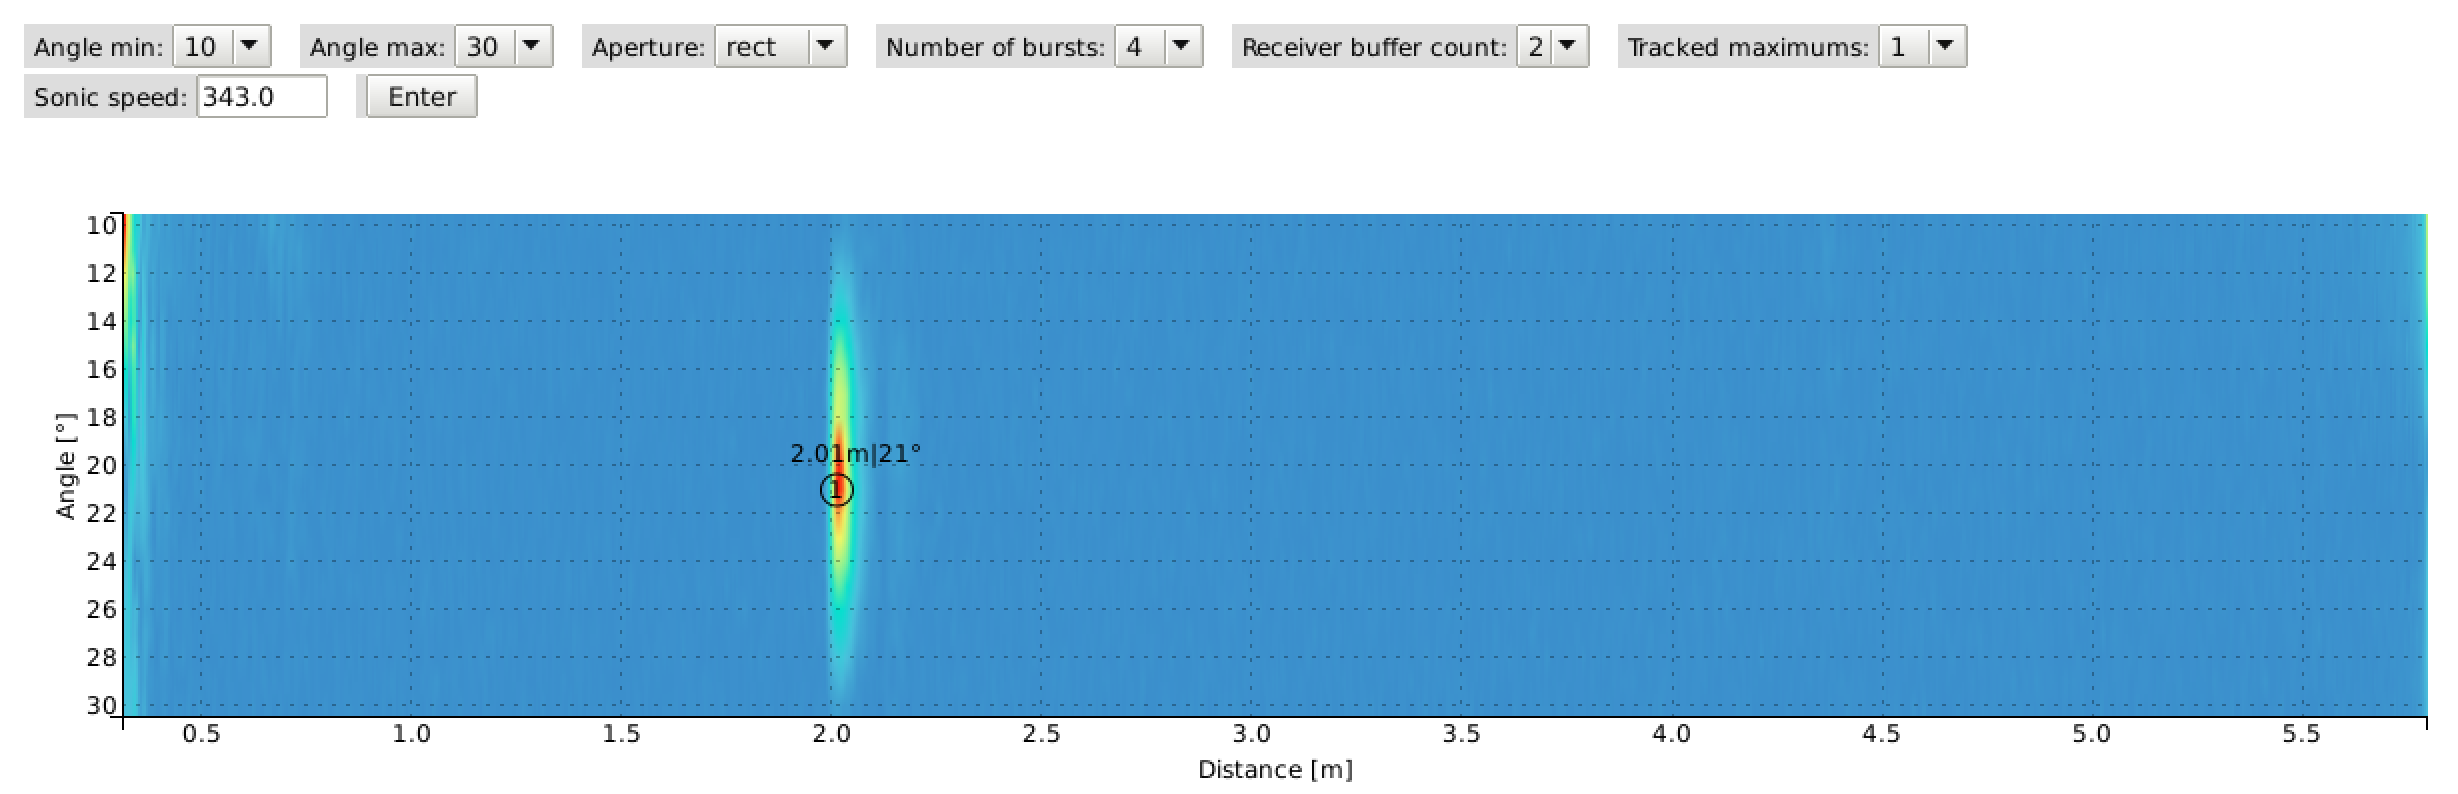 Angle min: 10 Angle max: 30 Aperture: rect Number of bursts: 4 Receiver buffer count: 2 Tracked maximums: 1
Sonic speed: 343.0 Enter
10
12
14
16
18
20
22
24
26
28
30
Angle [°]
2.01m|21°
1
0.5 1.0 1.5 2.0 2.5 3.0 3.5 4.0 4.5 5.0 5.5
Distance [m]